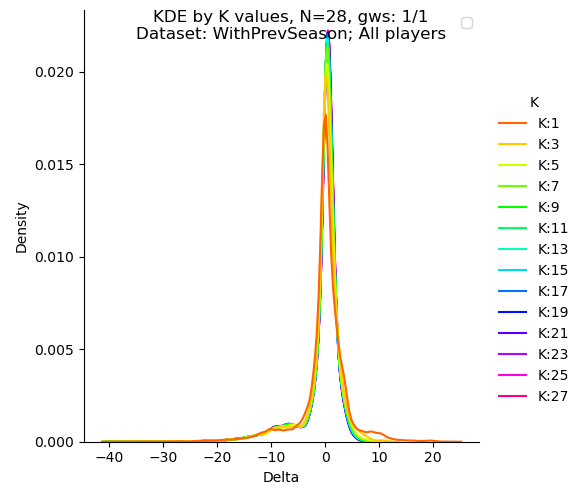 KDE by K values, N=28, gws: 1/1
Dataset: WithPrevSeason; All players
0.020
0.015
0.010
0.005
0.000
Density
−40
−30
−20
−10
0
10
20
Delta
K
K:1
K:3
K:5
K:7
K:9
K:11
K:13
K:15
K:17
K:19
K:21
K:23
K:25
K:27